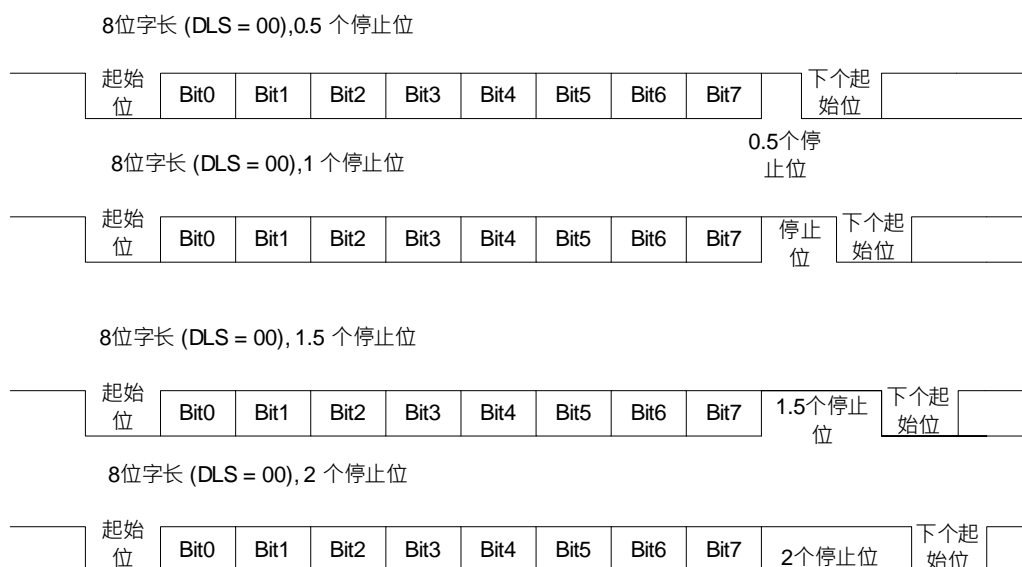 8位字长 (DLS = 00),0.5 个停止位
起始
位
Bit0 Bit1 Bit2 Bit3 Bit4 Bit5 Bit6 Bit7
下个起
始位
0.5个停
止位
8位字长 (DLS = 00),1 个停止位
起始
位
Bit0 Bit1 Bit2 Bit3 Bit4 Bit5 Bit6 Bit7
停止
位
下个起
始位
8位字长 (DLS = 00), 1.5 个停止位
起始
位
Bit0 Bit1 Bit2 Bit3 Bit4 Bit5 Bit6 Bit7
1.5个停止
位
下个起
始位
8位字长 (DLS = 00), 2 个停止位
起始
位
Bit0 Bit1 Bit2 Bit3 Bit4 Bit5 Bit6 Bit7
2个停止位
下个起
始位